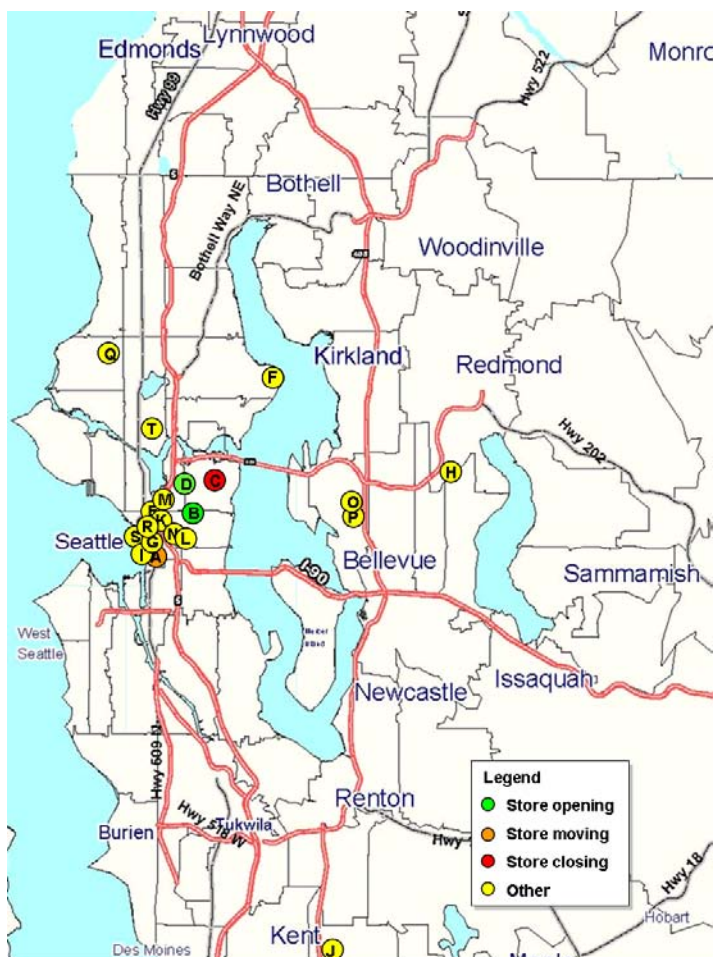 Lynnwood
Edmonds
Monro
Hwy 99
Hwy 522
Bothell
Bothell Way NE
Woodinville
Q
Kirkland
F
Redmond
T
Hwy 202
H
D
C
M
O
B
P
K
R
N
S
G
L
Seattle
I
A
Bellevue
I-90
Sammamish
West
Seattle
Newcastle
Issaquah
Hwy 509 N
Legend
Store opening
Store moving
Store closing
Other
Renton
Burien
Tukwila
Hwy 518 W
Hwy
Hwy 18
Hobart
Kent
J
Des Moines